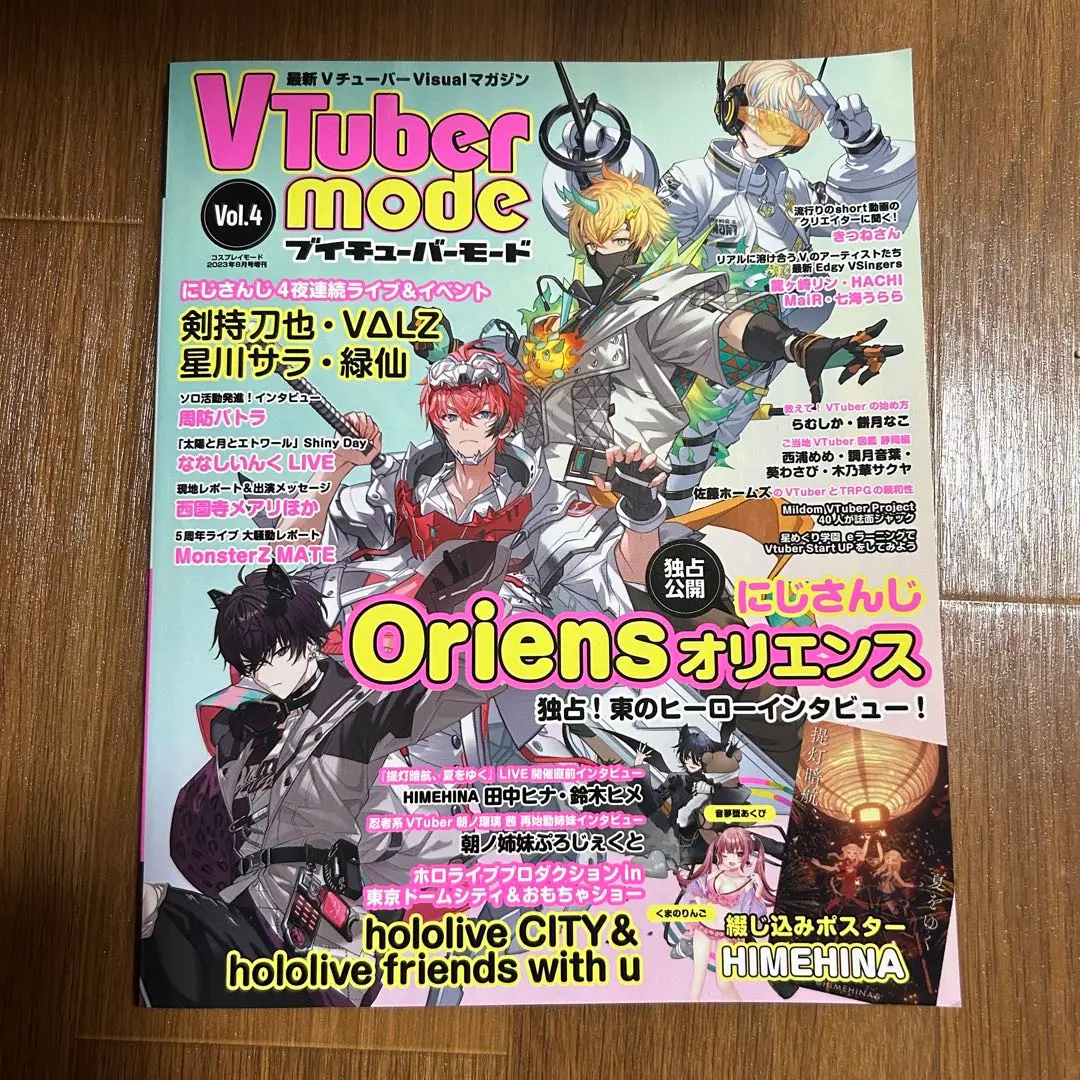 最新VチューバーVisualマガジン
VTuber
mode
Vol.4
ブイチューバーモード
コスプレイモード
2023年8月号増刊
にじさんじ 4夜連続ライブ&イベント
剣持刀也・VΔLZ
星川サラ・緑仙
ソロ活動発進!インタビュー
周防パトラ
「太陽と月とエトワール」Shiny Day
ななしいんく LIVE
現地レポート&出演メッセージ
西園寺メアリほか
5周年ライブ 大騒動レポート
MonsterZ MATE
流行りのshort動画の
クリエイターに聞く!
きつねさん
リアルに溶け合うVのアーティストたち
最新 Edgy VSingers
龍ヶ崎リン・HACHI
MaiR・七海うらら
教えて! VTuber の始め方
らむしか・餅月なこ
ご当地 VTuber 図鑑 静岡編
西浦めめ・調月音葉・
葵わさび・木乃華サクヤ
佐藤ホームズのVTuberとTRPGの親和性
Mildom VTuber Project
40人が誌面ジャック
星めぐり学園 eラーニングで
Vtuber Start UPをしてみよう
独占
公開
にじさんじ
Oriens オリエンス
独占!東のヒーローインタビュー!
「提灯暗航、夏をゆく」LIVE開催直前インタビュー
HIMEHINA 田中ヒナ・鈴木ヒメ
忍者系VTuber 朝ノ瑠璃 茜 再始動姉妹インタビュー
朝ノ姉妹ぷろじぇくと
ホロライブプロダクション in
東京ドームシティ&おもちゃショー
hololive CITY&
hololive friends with u
音夢堕あくび
くまのりんご
提灯暗航
夏をゆく
綴じ込みポスター
HIMEHINA
HIMEHINA